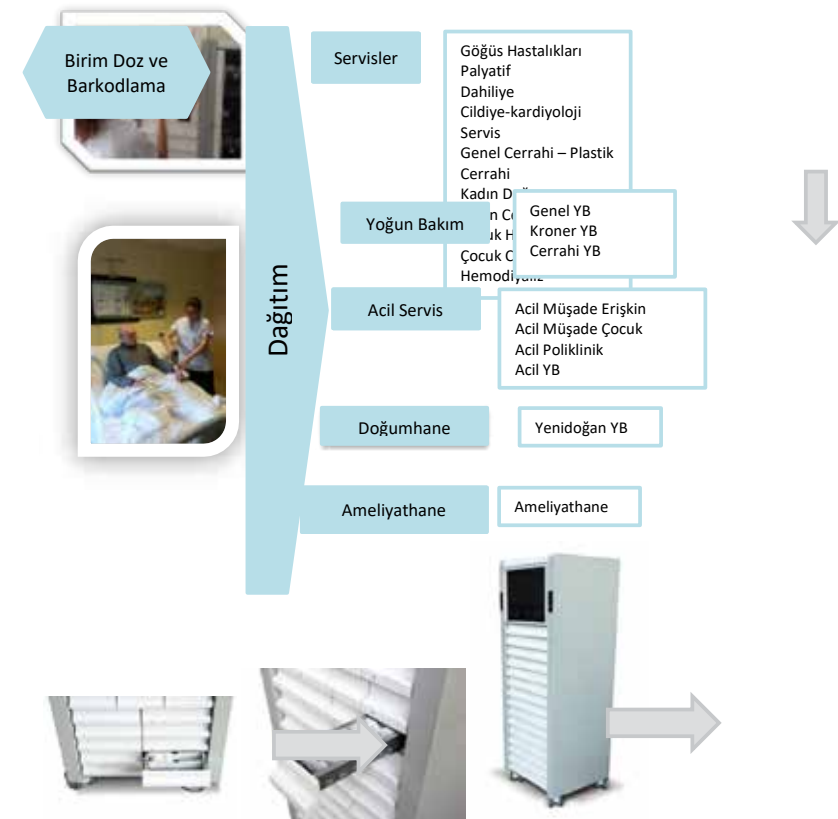 Birim Doz ve
Barkodlama
Dağıtım
Servisler
Göğüs Hastalıkları
Palyatif
Dahiliye
Cildiye-kardiyoloji
Servis
Genel Cerrahi – Plastik
Cerrahi
Kadın
Çocuk
Hemodiyaliz
Yoğun Bakım
Genel YB
Kroner YB
Cerrahi YB
Acil Servis
Acil Müşade Erişkin
Acil Müşade Çocuk
Acil Poliklinik
Acil YB
Doğumhane
Yenidoğan YB
Ameliyathane
Ameliyathane